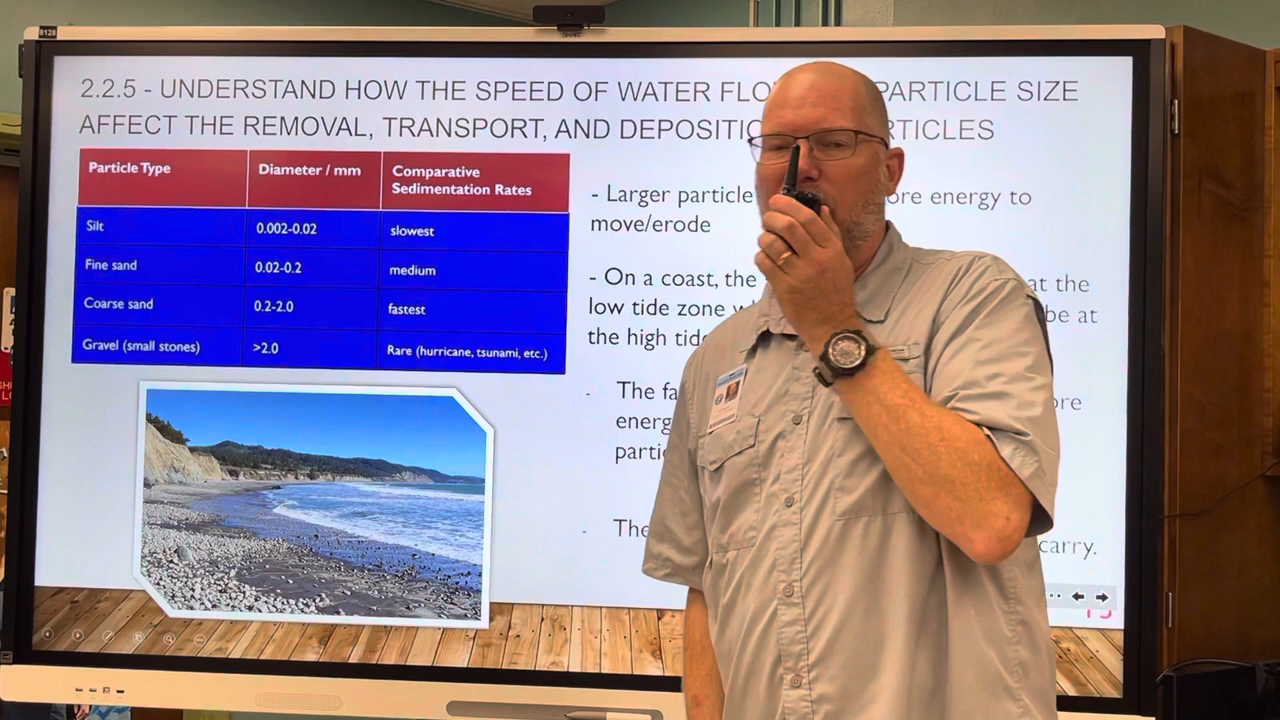 B128
SMART
2.2.5 - UNDERSTAND HOW THE SPEED OF WATER FLO PARTICLE SIZE
AFFECT THE REMOVAL, TRANSPORT, AND DEPOSITIO RTICLES
Particle Type Diameter / mm Comparative Sedimentation Rates
Silt 0.002-0.02 slowest
Fine sand 0.02-0.2 medium
Coarse sand 0.2-2.0 fastest
Gravel (small stones) >2.0 Rare (hurricane, tsunami, etc.)
- Larger particle ore energy to
move/erode
- On a coast, the at the
low tide zone be at
the high tid
- The fa ore
energ
partic
- The carry.